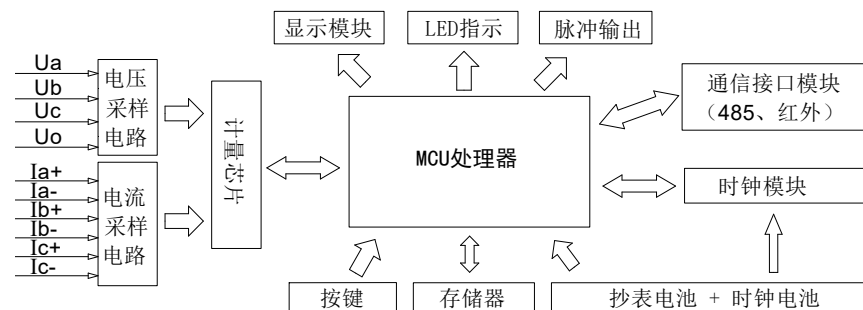 显示模块
LED指示
脉冲输出
Ua
Ub
Uc
Uo
电压
采样
电路
Ia+
Ia-
Ib+
Ib-
Ic+
Ic-
电流
采样
电路
计量芯片
MCU处理器
通信接口模块
（485、红外）
时钟模块
按键
存储器
抄表电池 + 时钟电池